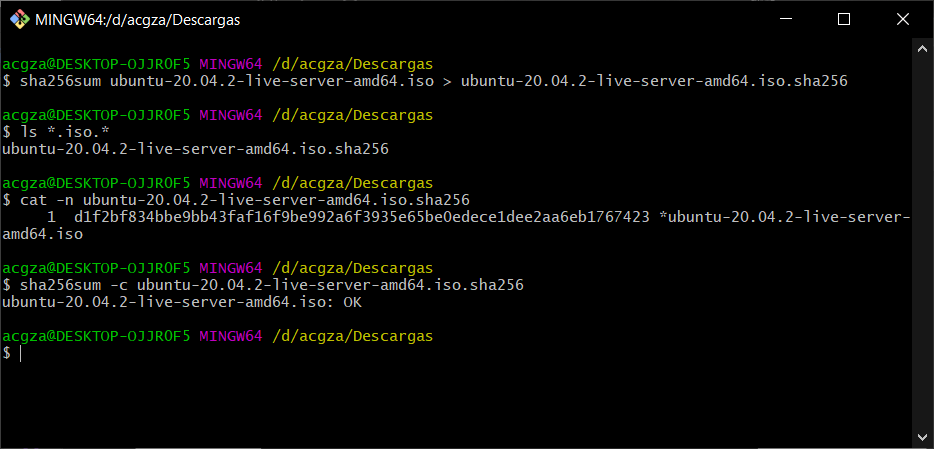 MINGW64:/d/acgza/Descargas
acgza@DESKTOP-OJJR0F5 MINGW64 /d/acgza/Descargas
$ sha256sum ubuntu-20.04.2-live-server-amd64.iso > ubuntu-20.04.2-live-server-amd64.iso.sha256
acgza@DESKTOP-OJJR0F5 MINGW64 /d/acgza/Descargas
$ ls *.iso.*
ubuntu-20.04.2-live-server-amd64.iso.sha256
acgza@DESKTOP-OJJR0F5 MINGW64 /d/acgza/Descargas
$ cat -n ubuntu-20.04.2-live-server-amd64.iso.sha256
1 d1f2bf834bbe9bb43faf16f9be992a6f3935e65be0edece1dee2aa6eb1767423 *ubuntu-20.04.2-live-server-
amd64.iso
acgza@DESKTOP-OJJR0F5 MINGW64 /d/acgza/Descargas
$ sha256sum -c ubuntu-20.04.2-live-server-amd64.iso.sha256
ubuntu-20.04.2-live-server-amd64.iso: OK
acgza@DESKTOP-OJJR0F5 MINGW64 /d/acgza/Descargas
$